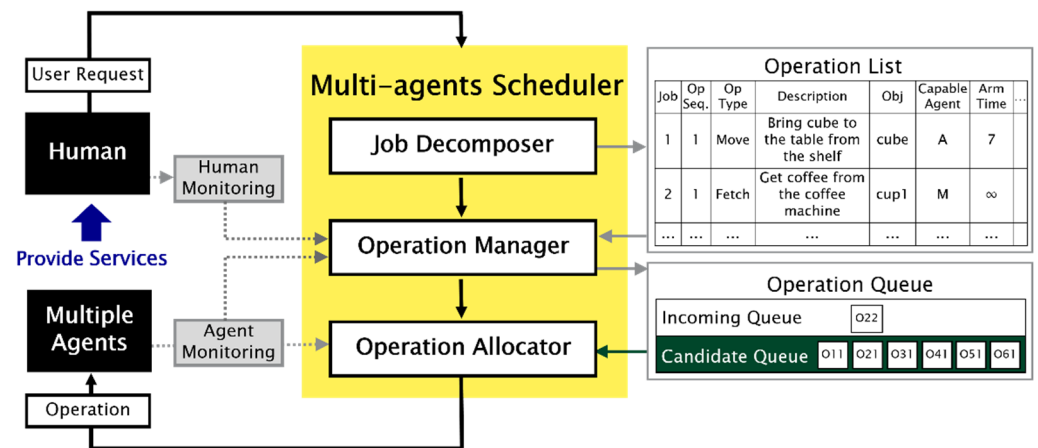 User Request
Human
Human
Monitoring
Provide Services
Multiple
Agents
Agent
Monitoring
Operation
Multi-agents Scheduler
Job Decomposer
Operation Manager
Operation Allocator
Operation List
Job Op Seq. Op Type Description Obj Capable Agent Arm Time ...
1 1 Move Bring cube to the table from the shelf cube A 7
2 1 Fetch Get coffee from the coffee machine cup1 M ∞
... ... ... ... ... ... ...
Operation Queue
Incoming Queue O22
Candidate Queue O11 O21 O31 O41 O51 O61